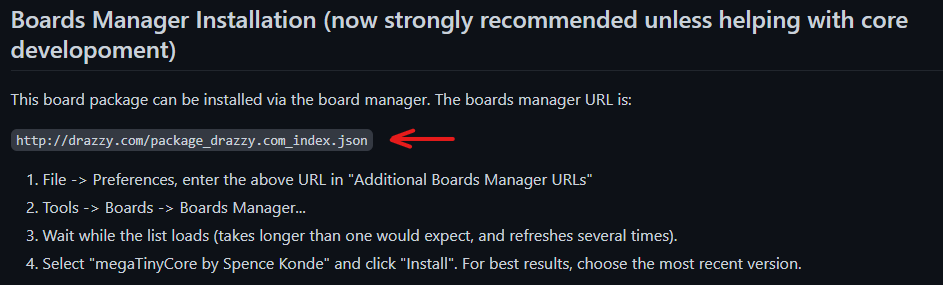 Boards Manager Installation (now strongly recommended unless helping with core
developoment)
This board package can be installed via the board manager. The boards manager URL is:
http://drazzy.com/package_drazzy.com_index.json
1. File -> Preferences, enter the above URL in "Additional Boards Manager URLs"
2. Tools -> Boards -> Boards Manager...
3. Wait while the list loads (takes longer than one would expect, and refreshes several times).
4. Select "megaTinyCore by Spence Konde" and click "Install". For best results, choose the most recent version.